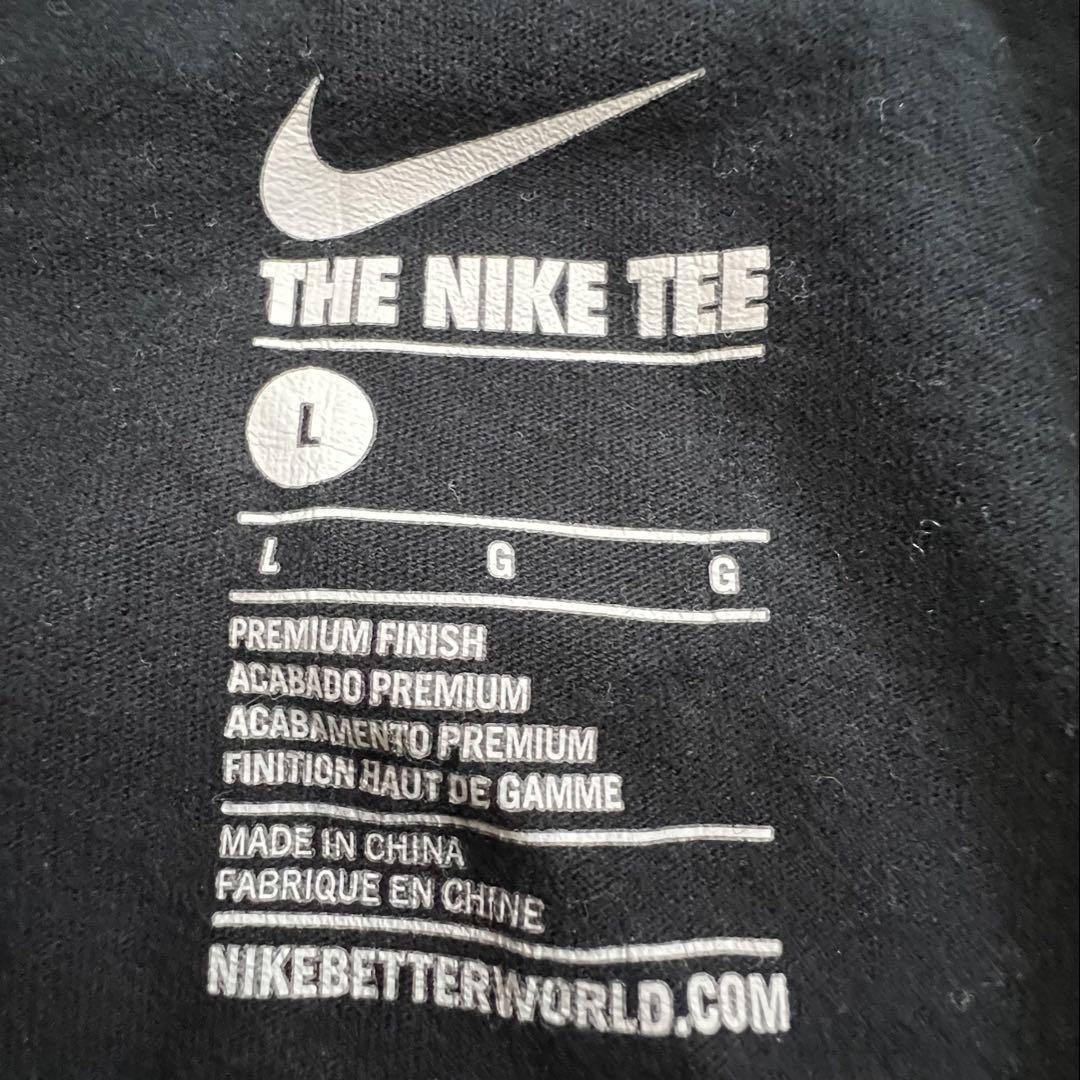 THE NIKE TEE
L
L G G
PREMIUM FINISH
ACABADO PREMIUM
ACABAMENTO PREMIUM
FINITION HAUT DE GAMME
MADE IN CHINA
FABRIQUE EN CHINE
NIKEBETTERWORLD.COM